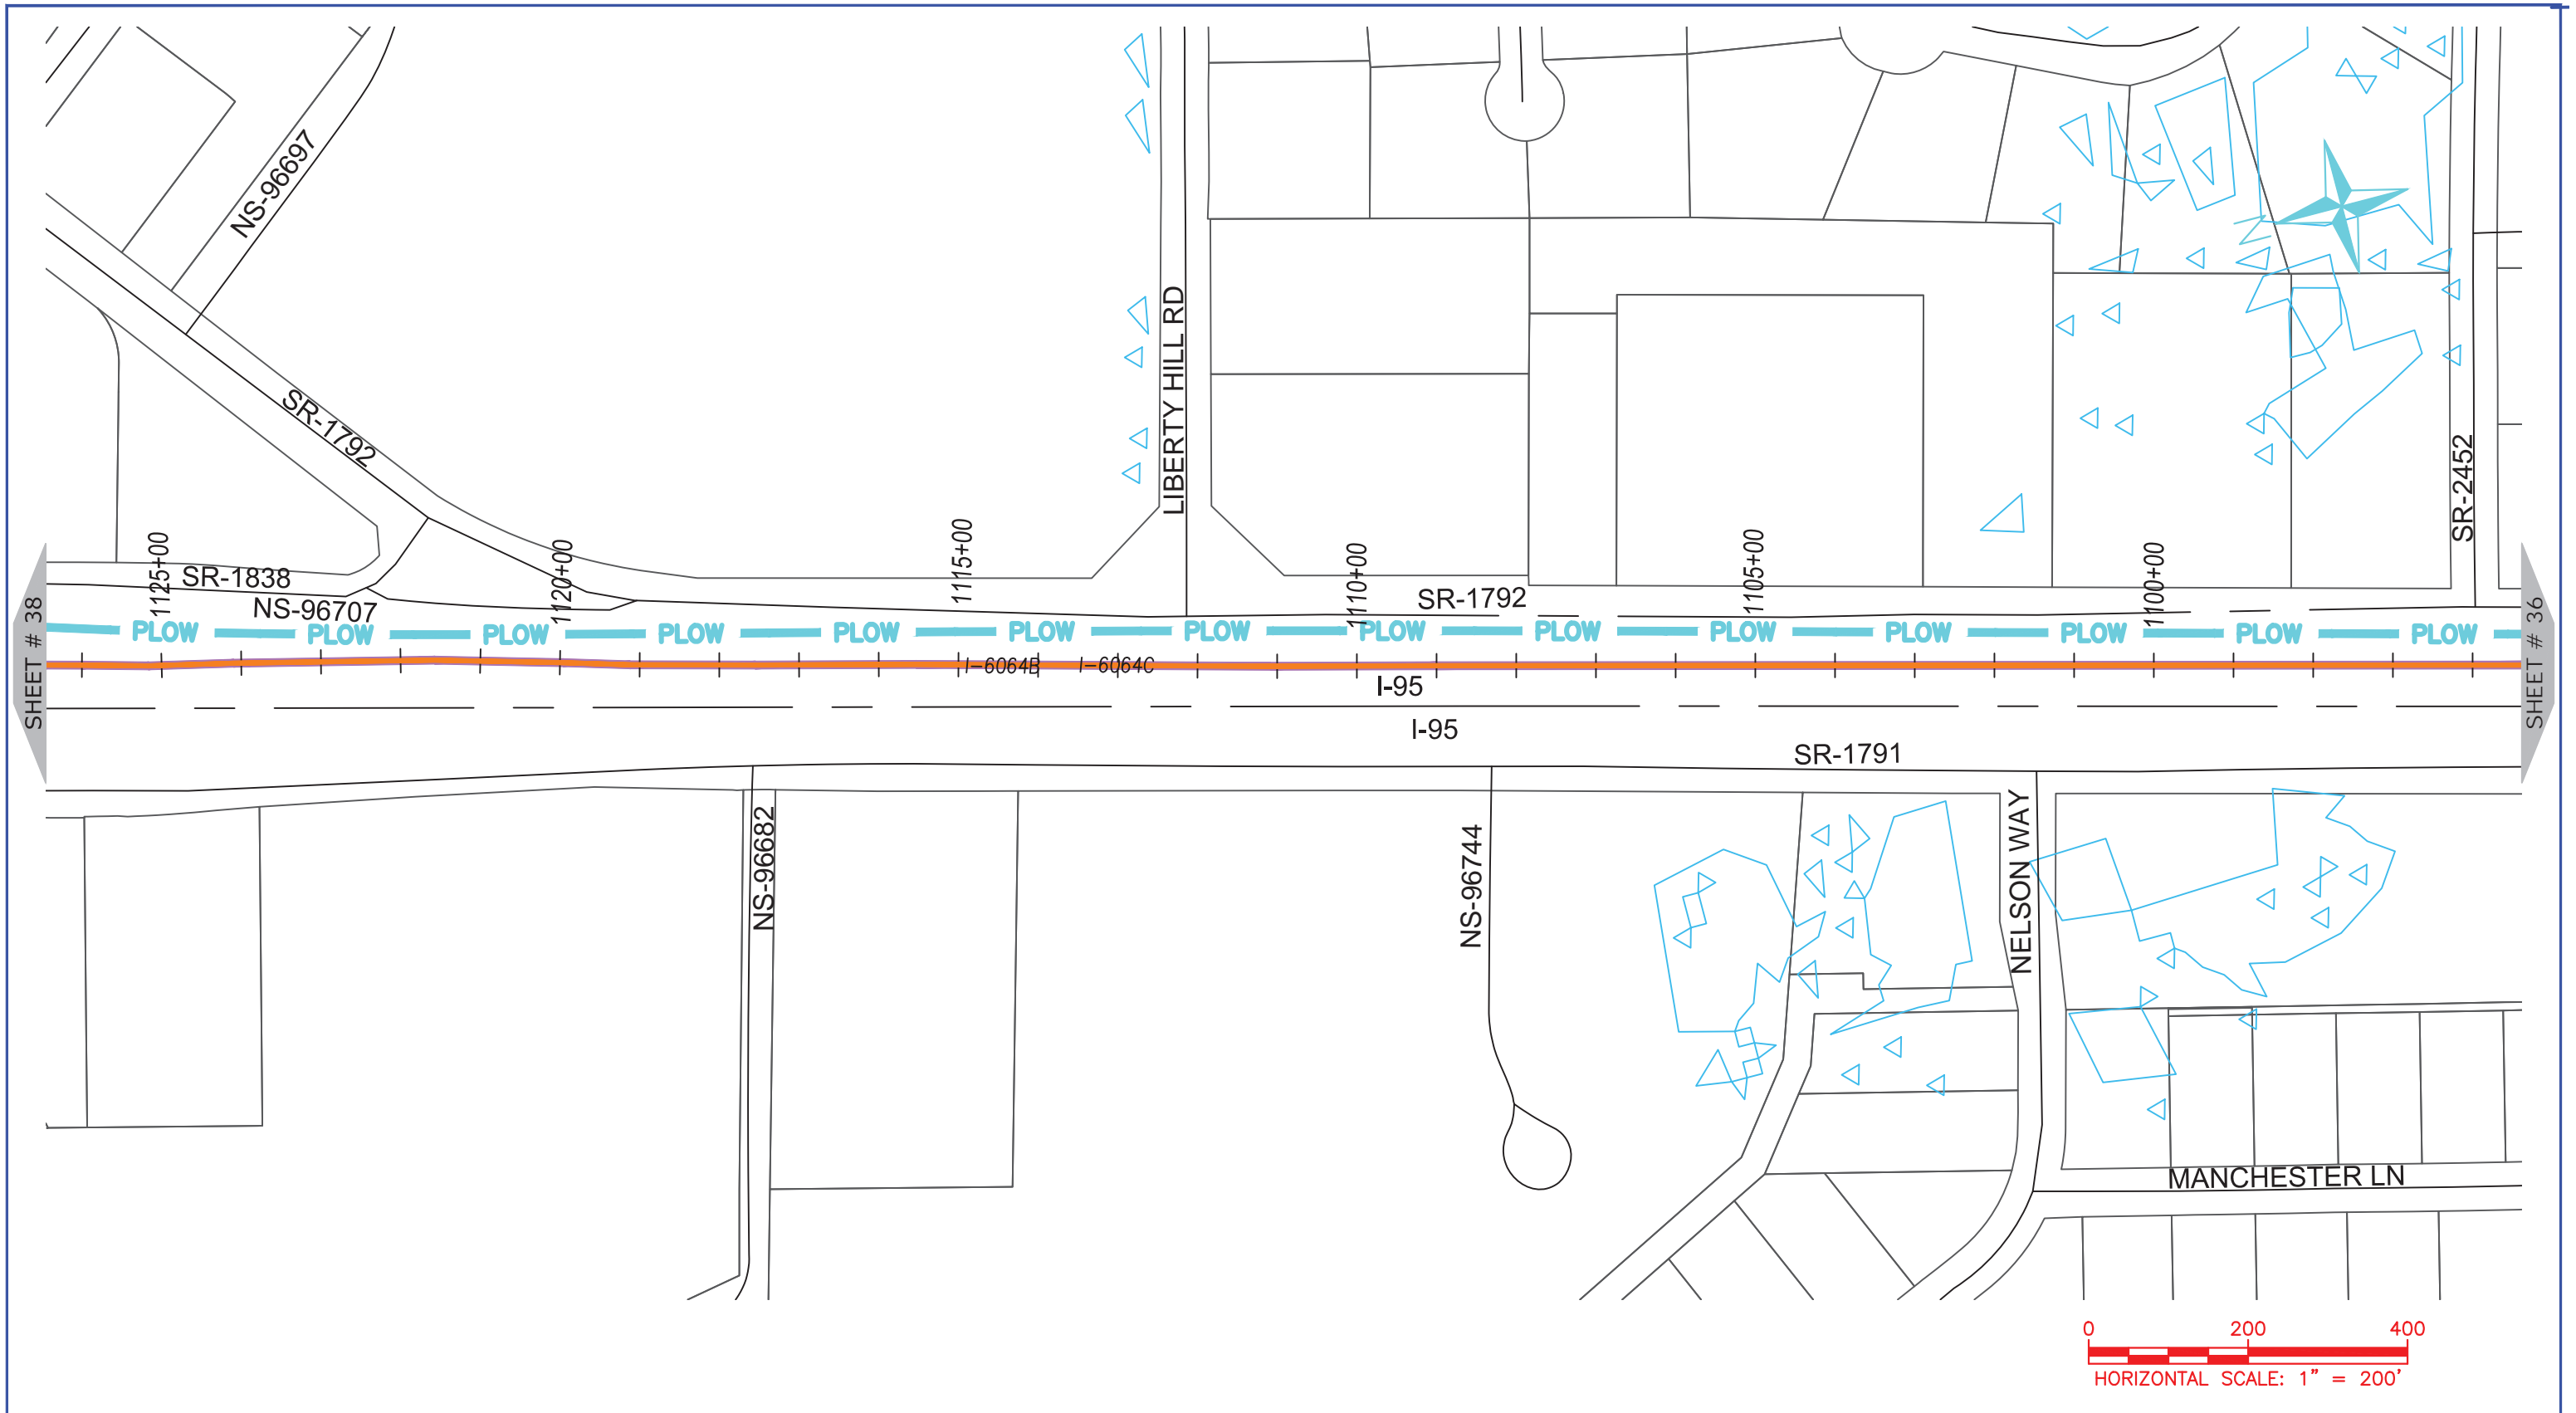 NS-96697
SR-1792
LIBERTY HILL RD
SR-2452
1125+00
1120+00
1115+00
1110+00
1105+00
1100+00
SR-1838
NS-96707
SR-1792
SHEET # 38
PLOW PLOW PLOW PLOW PLOW PLOW PLOW PLOW PLOW PLOW PLOW PLOW PLOW PLOW
SHEET # 36
I-6064B I-6064C
I-95
I-95
SR-1791
NS-96682
NS-96744
NELSON WAY
MANCHESTER LN
0 200 400
HORIZONTAL SCALE: 1" = 200'